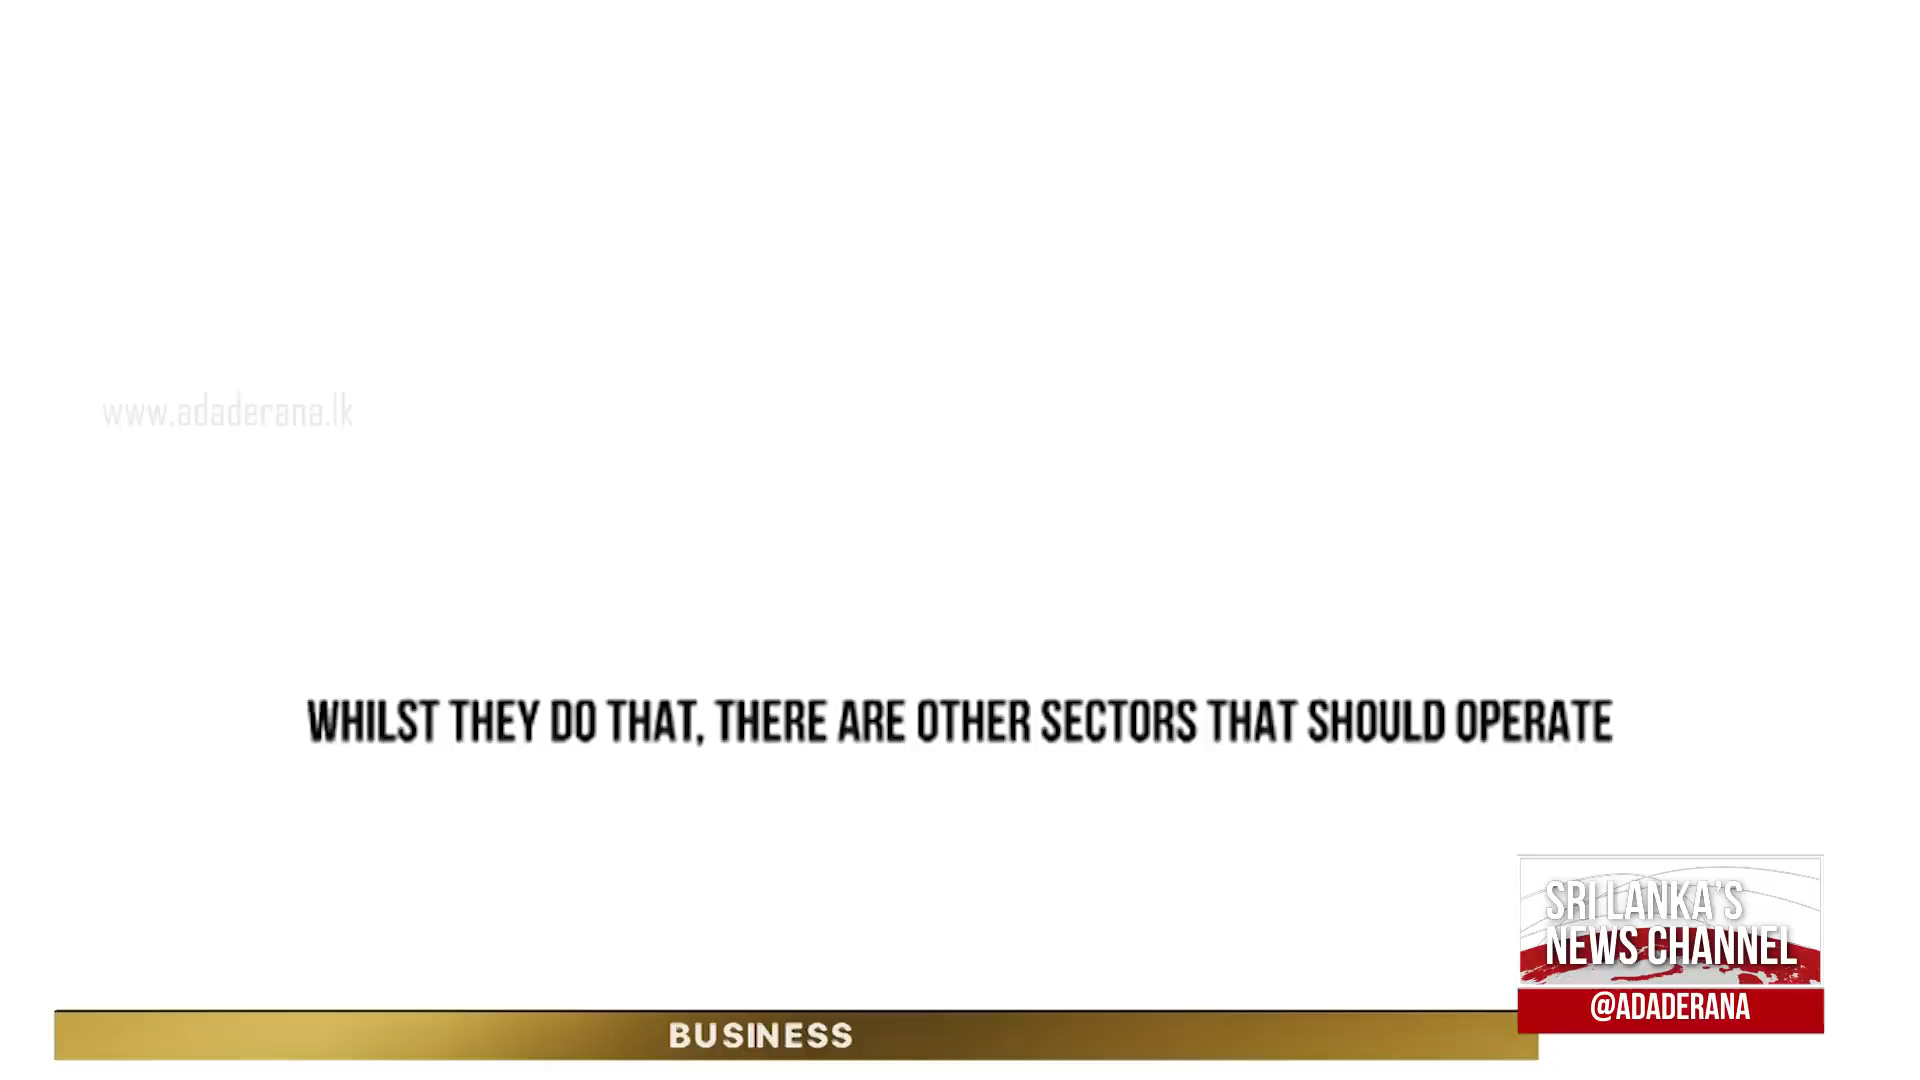 www.adaderana.lk
WHILST THEY DO THAT, THERE ARE OTHER SECTORS THAT SHOULD OPERATE
SRI LANKA'S
NEWS CHANNEL
@ADADERANA
BUSINESS